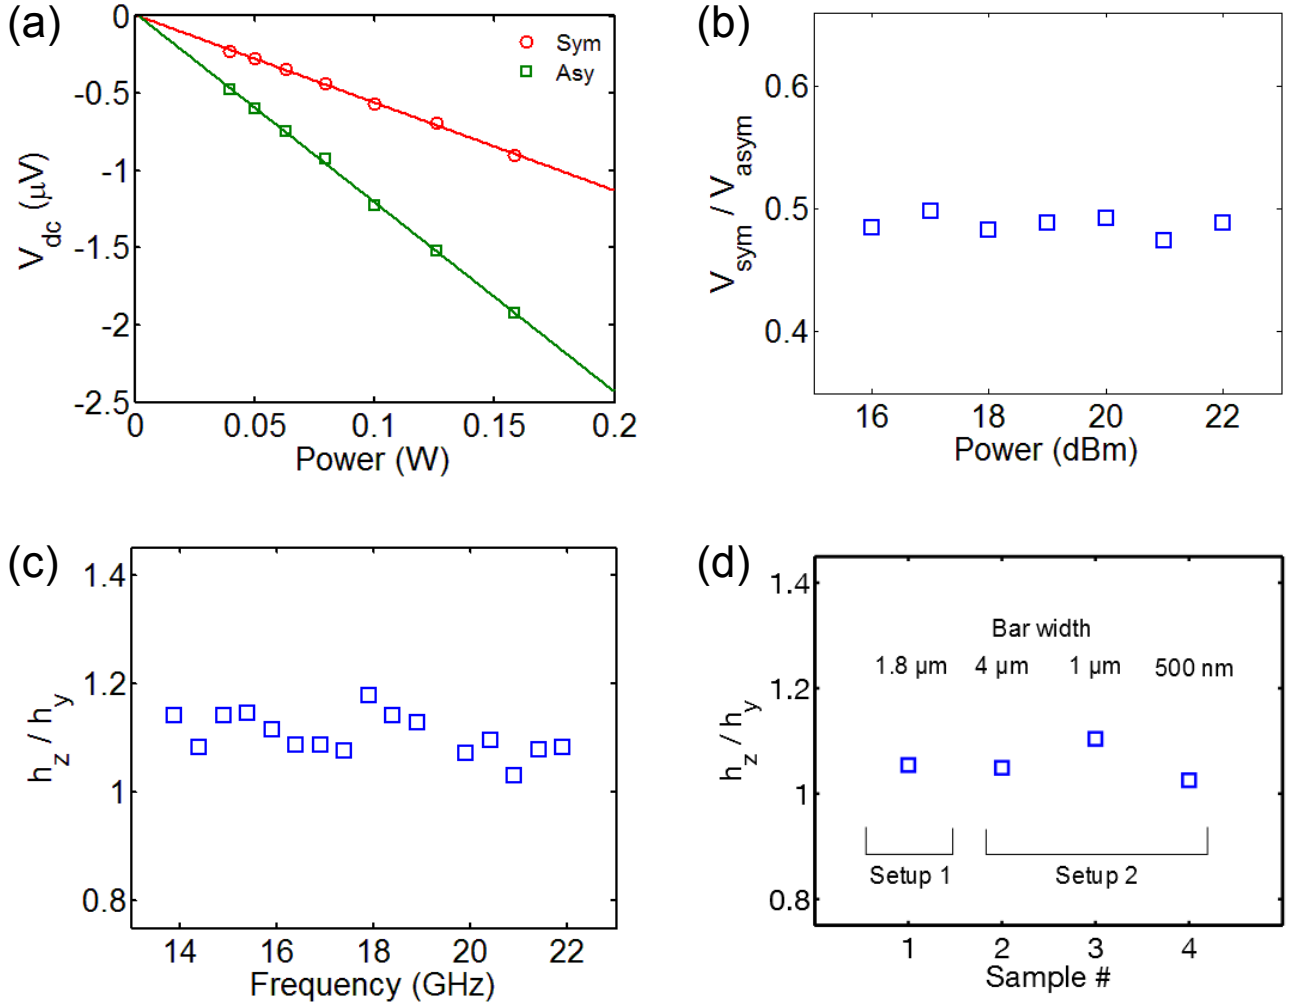 (a)
0
-0.5
-1
-1.5
-2
-2.5
V_dc (μV)
Sym
Asy
0 0.05 0.1 0.15 0.2
Power (W)
(b)
0.6
0.5
0.4
V_sym / V_asym
16 18 20 22
Power (dBm)
(c)
1.4
1.2
1
0.8
h_z / h_y
14 16 18 20 22
Frequency (GHz)
(d)
1.4
1.2
1
0.8
h_z / h_y
Bar width
1.8 μm 4 μm 1 μm 500 nm
Setup 1 Setup 2
1 2 3 4
Sample #